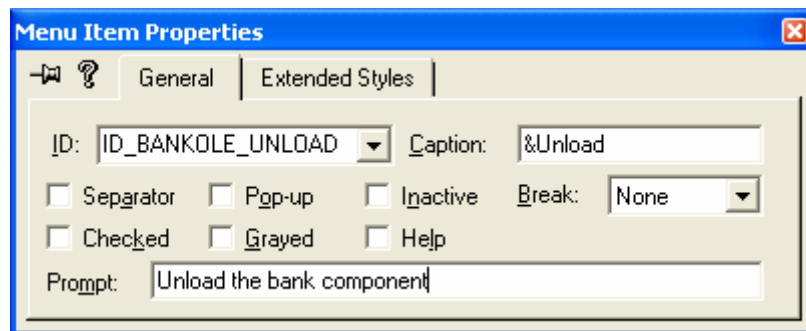 Menu Item Properties
General Extended Styles
ID: ID_BANKOLE_UNLOAD Caption: &Unload
Separator Pop-up Inactive Break: None
Checked Grayed Help
Prompt: Unload the bank component